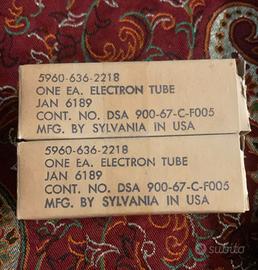 5960-636-2218
ONE EA. ELECTRON TUBE
JAN 6189
CONT. NO. DSA 900-67-C-F005
MFG. BY SYLVANIA IN USA
5960-636-2218
ONE EA. ELECTRON TUBE
JAN 6189
CONT. NO. DSA 900-67-C-F005
MFG. BY SYLVANIA IN USA
subito